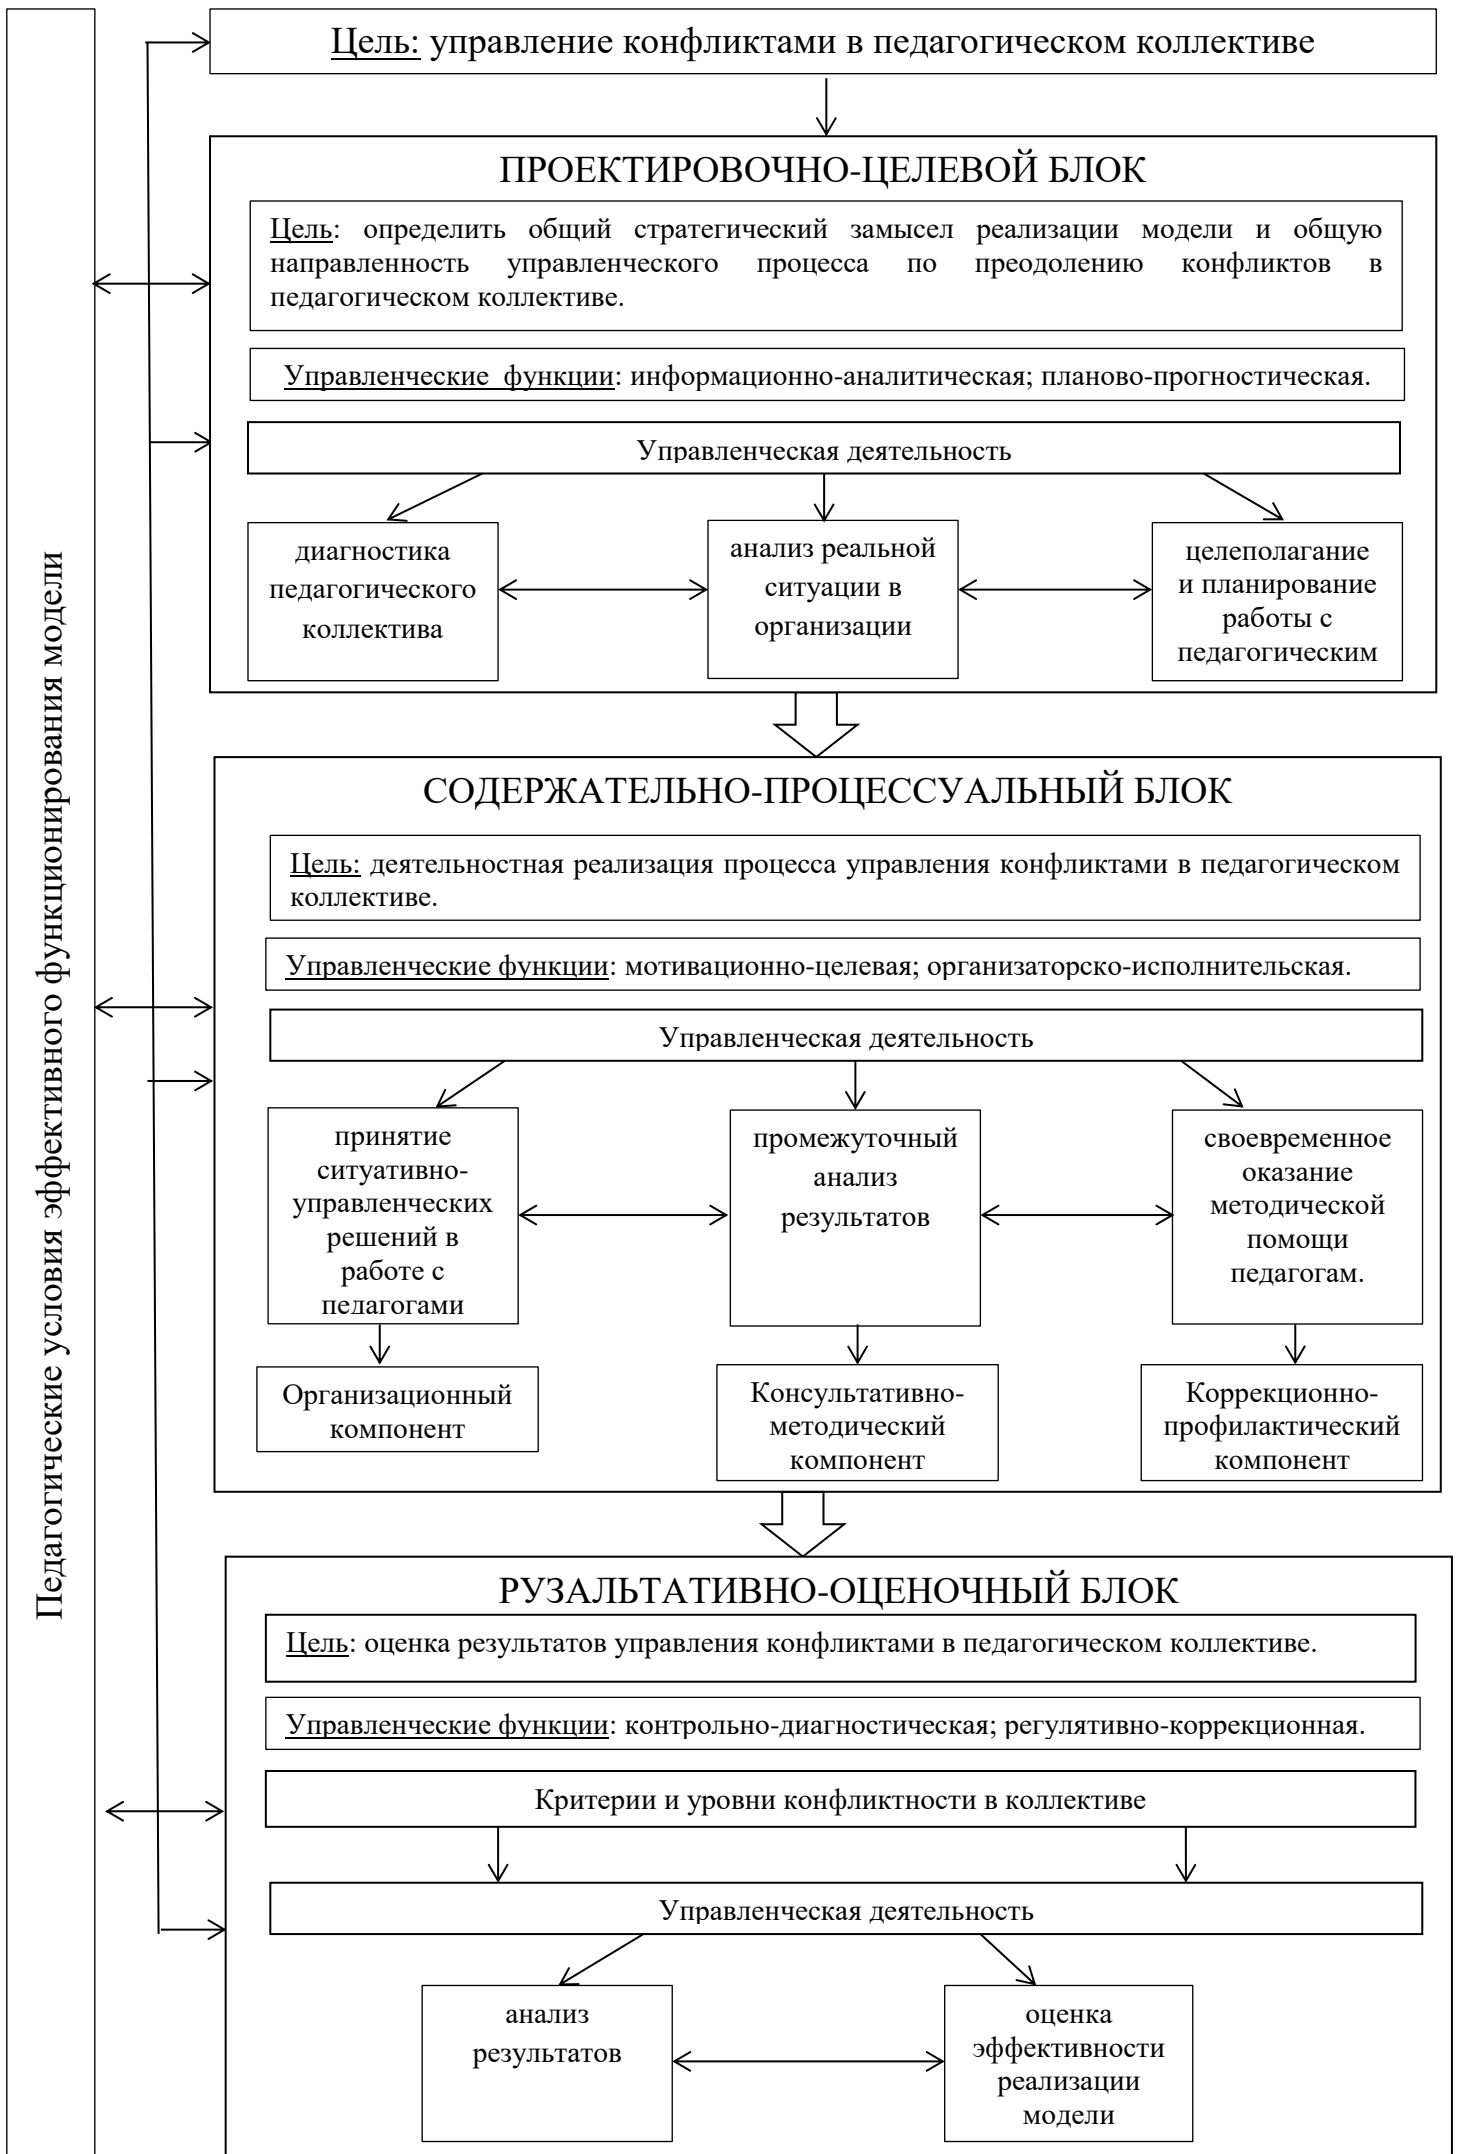 Педагогические условия эффективного функционирования модели
Цель: управление конфликтами в педагогическом коллективе
ПРОЕКТИРОВОЧНО-ЦЕЛЕВОЙ БЛОК
Цель: определить общий стратегический замысел реализации модели и общую
направленность управленческого процесса по преодолению конфликтов в
педагогическом коллективе.
Управленческие функции: информационно-аналитическая; планово-прогностическая.
Управленческая деятельность
диагностика
педагогического
коллектива
анализ реальной
ситуации в
организации
целеполагание
и планирование
работы с
педагогическим
СОДЕРЖАТЕЛЬНО-ПРОЦЕССУАЛЬНЫЙ БЛОК
Цель: деятельностная реализация процесса управления конфликтами в педагогическом
коллективе.
Управленческие функции: мотивационно-целевая; организаторско-исполнительская.
Управленческая деятельность
принятие
ситуативно-
управленческих
решений в
работе с
педагогами
промежуточный
анализ
результатов
своевременное
оказание
методической
помощи
педагогам.
Организационный
компонент
Консультативно-
методический
компонент
Коррекционно-
профилактический
компонент
РУЗАЛЬТАТИВНО-ОЦЕНОЧНЫЙ БЛОК
Цель: оценка результатов управления конфликтами в педагогическом коллективе.
Управленческие функции: контрольно-диагностическая; регулятивно-коррекционная.
Критерии и уровни конфликтности в коллективе
Управленческая деятельность
анализ
результатов
оценка
эффективности
реализации
модели